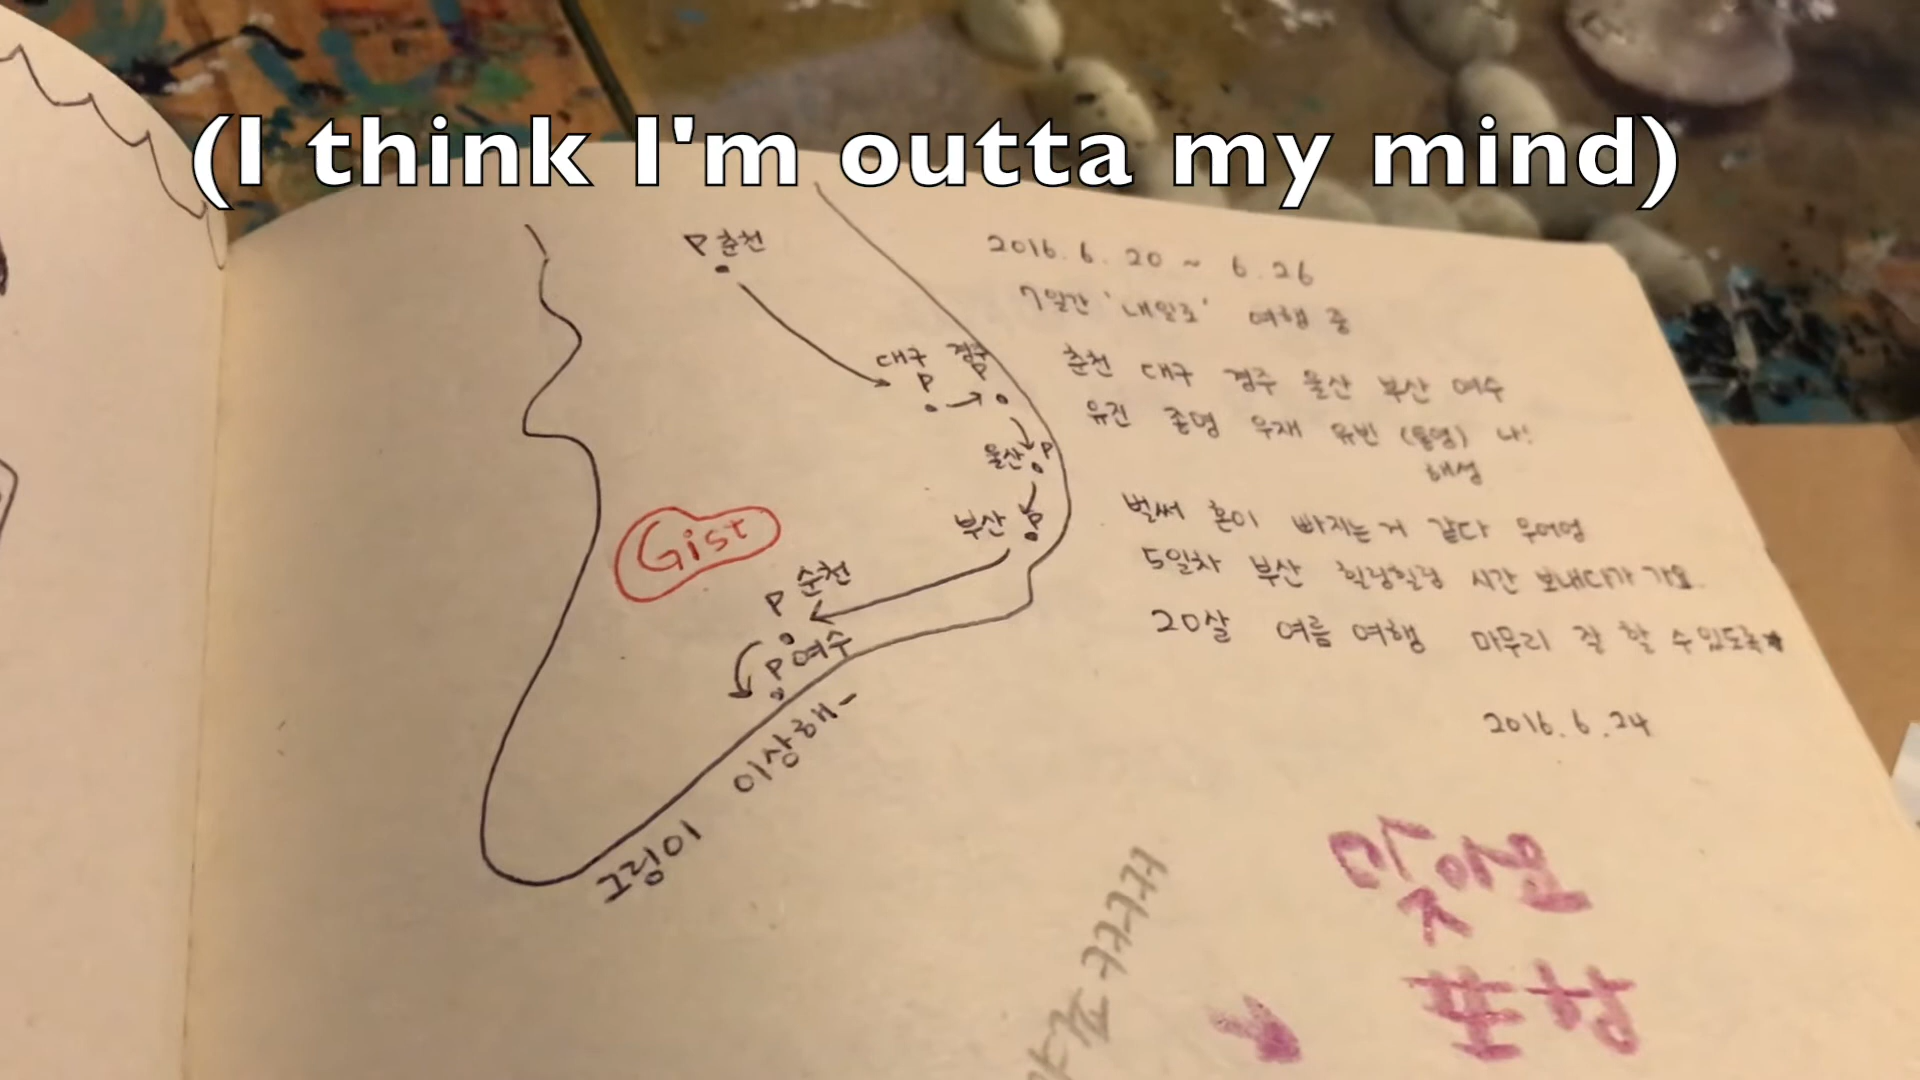 (I think I'm outta my mind)
춘천
대구 경주
울산
부산
Gist
순천
여수
이상해~
그림이
2016. 6. 20 ~ 6. 26
7일간 '내일로' 여행 중
춘천 대구 경주 울산 부산 여수
유진 존명 우재 유빈 (통영) 나!
해성
벌써 혼이 빠지는거 같다 우어엉
5일차 부산 힐링힐링 시간 보내다가 가요
20살 여름 여행 마무리 잘 할 수 있도록
2016. 6. 24
맞아요